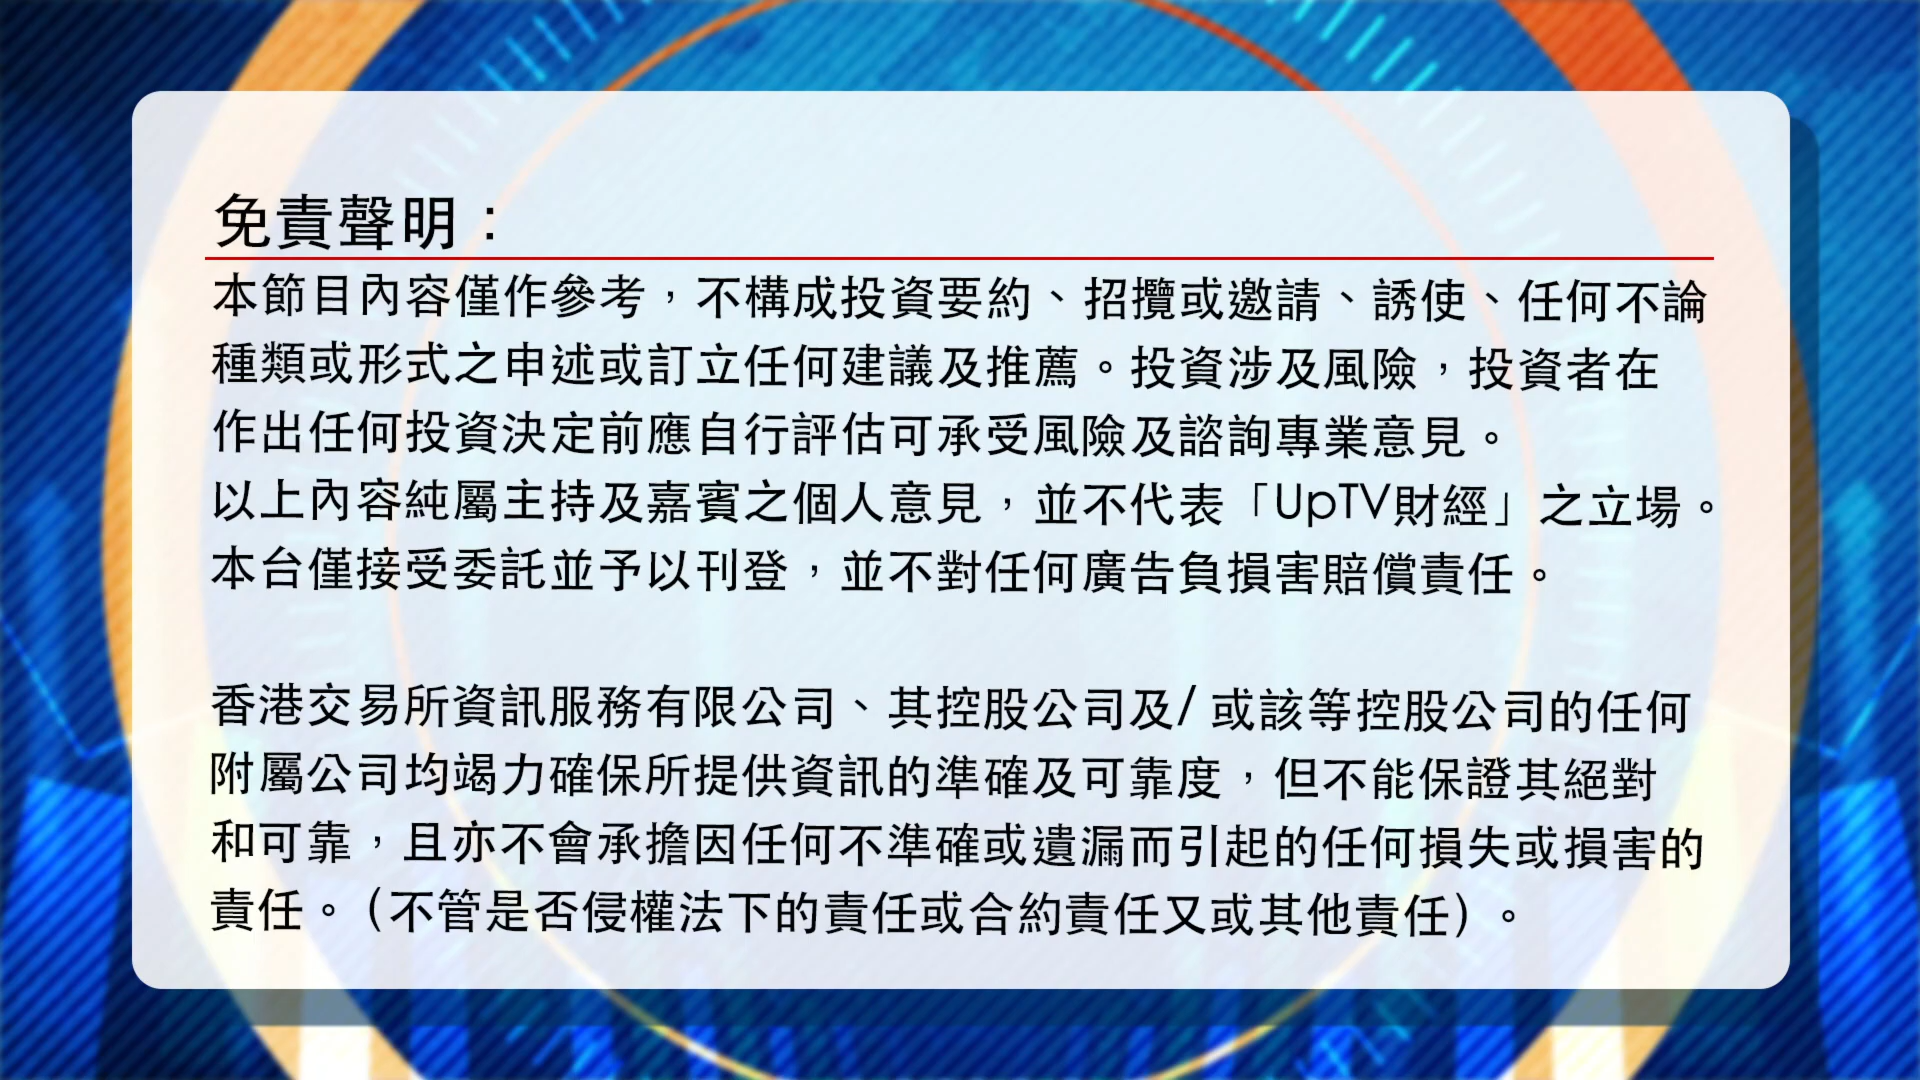 免責聲明：
本節目內容僅作參考，不構成投資要約、招攬或邀請、誘使、任何不論
種類或形式之申述或訂立任何建議及推薦。投資涉及風險，投資者在
作出任何投資決定前應自行評估可承受風險及諮詢專業意見。
以上內容純屬主持及嘉賓之個人意見，並不代表「UpTV財經」之立場。
本台僅接受委託並予以刊登，並不對任何廣告負損害賠償責任。
香港交易所資訊服務有限公司、其控股公司及/ 或該等控股公司的任何
附屬公司均竭力確保所提供資訊的準確及可靠度，但不能保證其絕對
和可靠，且亦不會承擔因任何不準確或遺漏而引起的任何損失或損害的
責任。（不管是否侵權法下的責任或合約責任又或其他責任）。